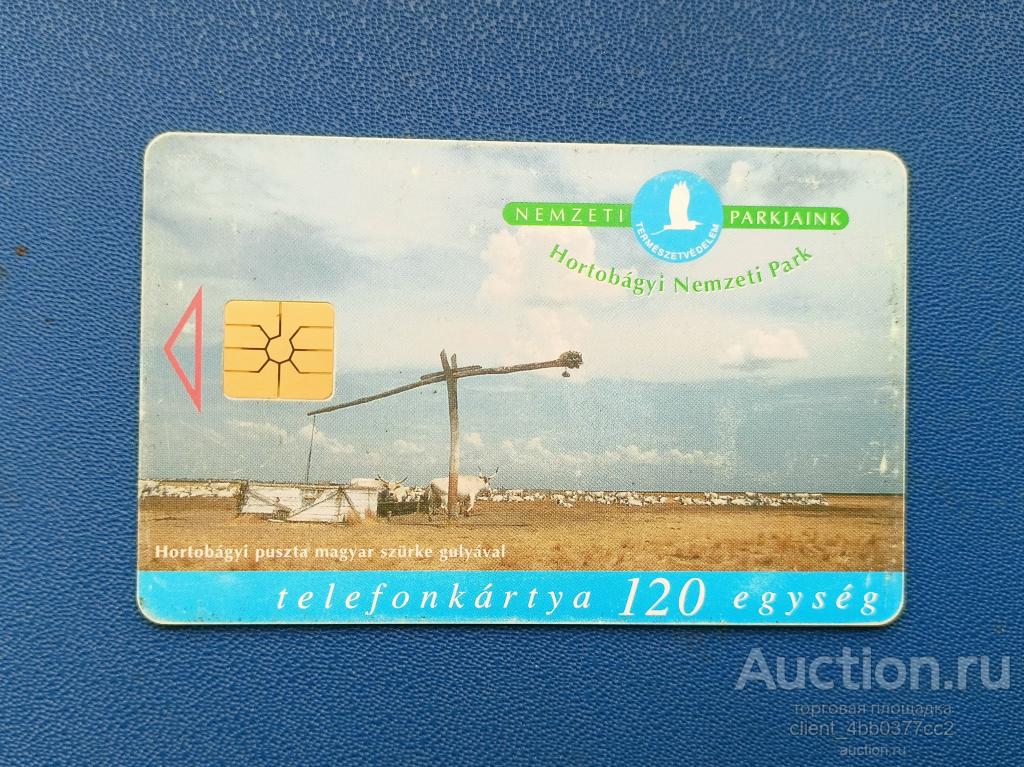 NEMZETI PARKJAINK
TERMÉSZETVÉDELEM
Hortobágyi Nemzeti Park
Hortobágyi puszta magyar szürke gulyával
telefonkártya 120 egység
Auction.ru
торговая площадка
client_4bb0377cc2
auction.ru